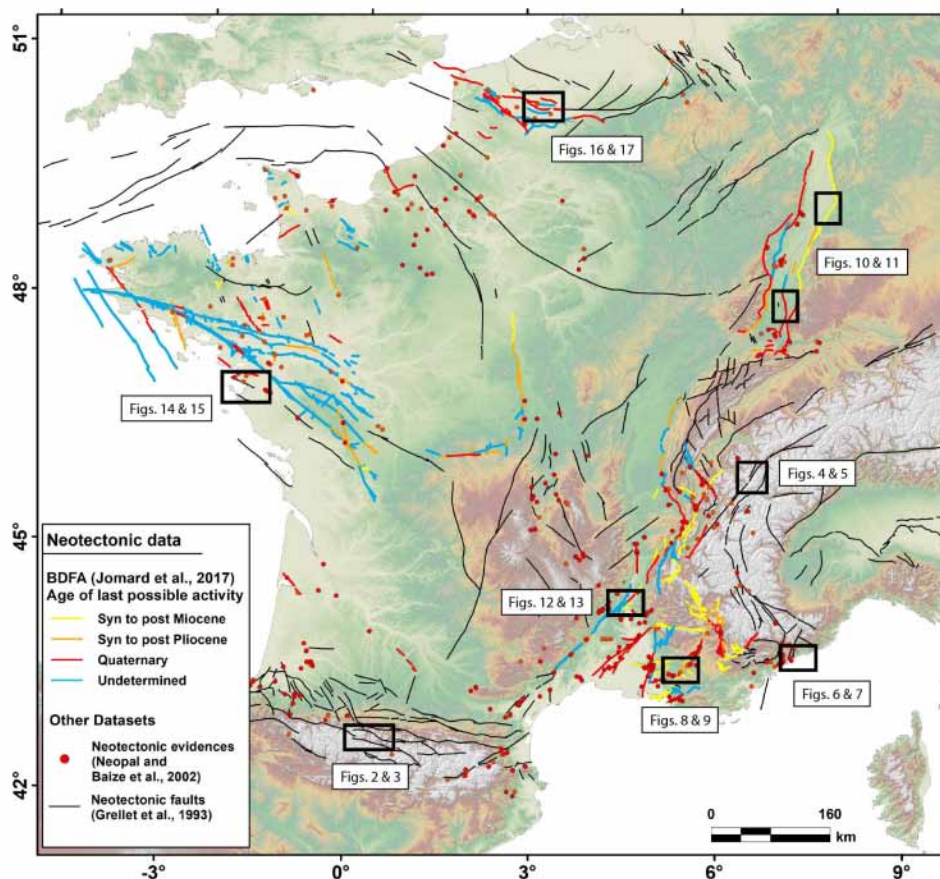 51°
Figs. 16 & 17
Figs. 10 & 11
48°
Figs. 14 & 15
Figs. 4 & 5
45°
Neotectonic data
BDFA (Jomard et al., 2017)
Age of last possible activity
Syn to post Miocene
Syn to post Pliocene
Quaternary
Undetermined
Other Datasets
Neotectonic evidences
(Neopal and
Baize et al., 2002)
Neotectonic faults
(Grellet et al., 1993)
Figs. 12 & 13
Figs. 8 & 9
Figs. 6 & 7
Figs. 2 & 3
42°
0 160
km
-3° 0° 3° 6° 9°